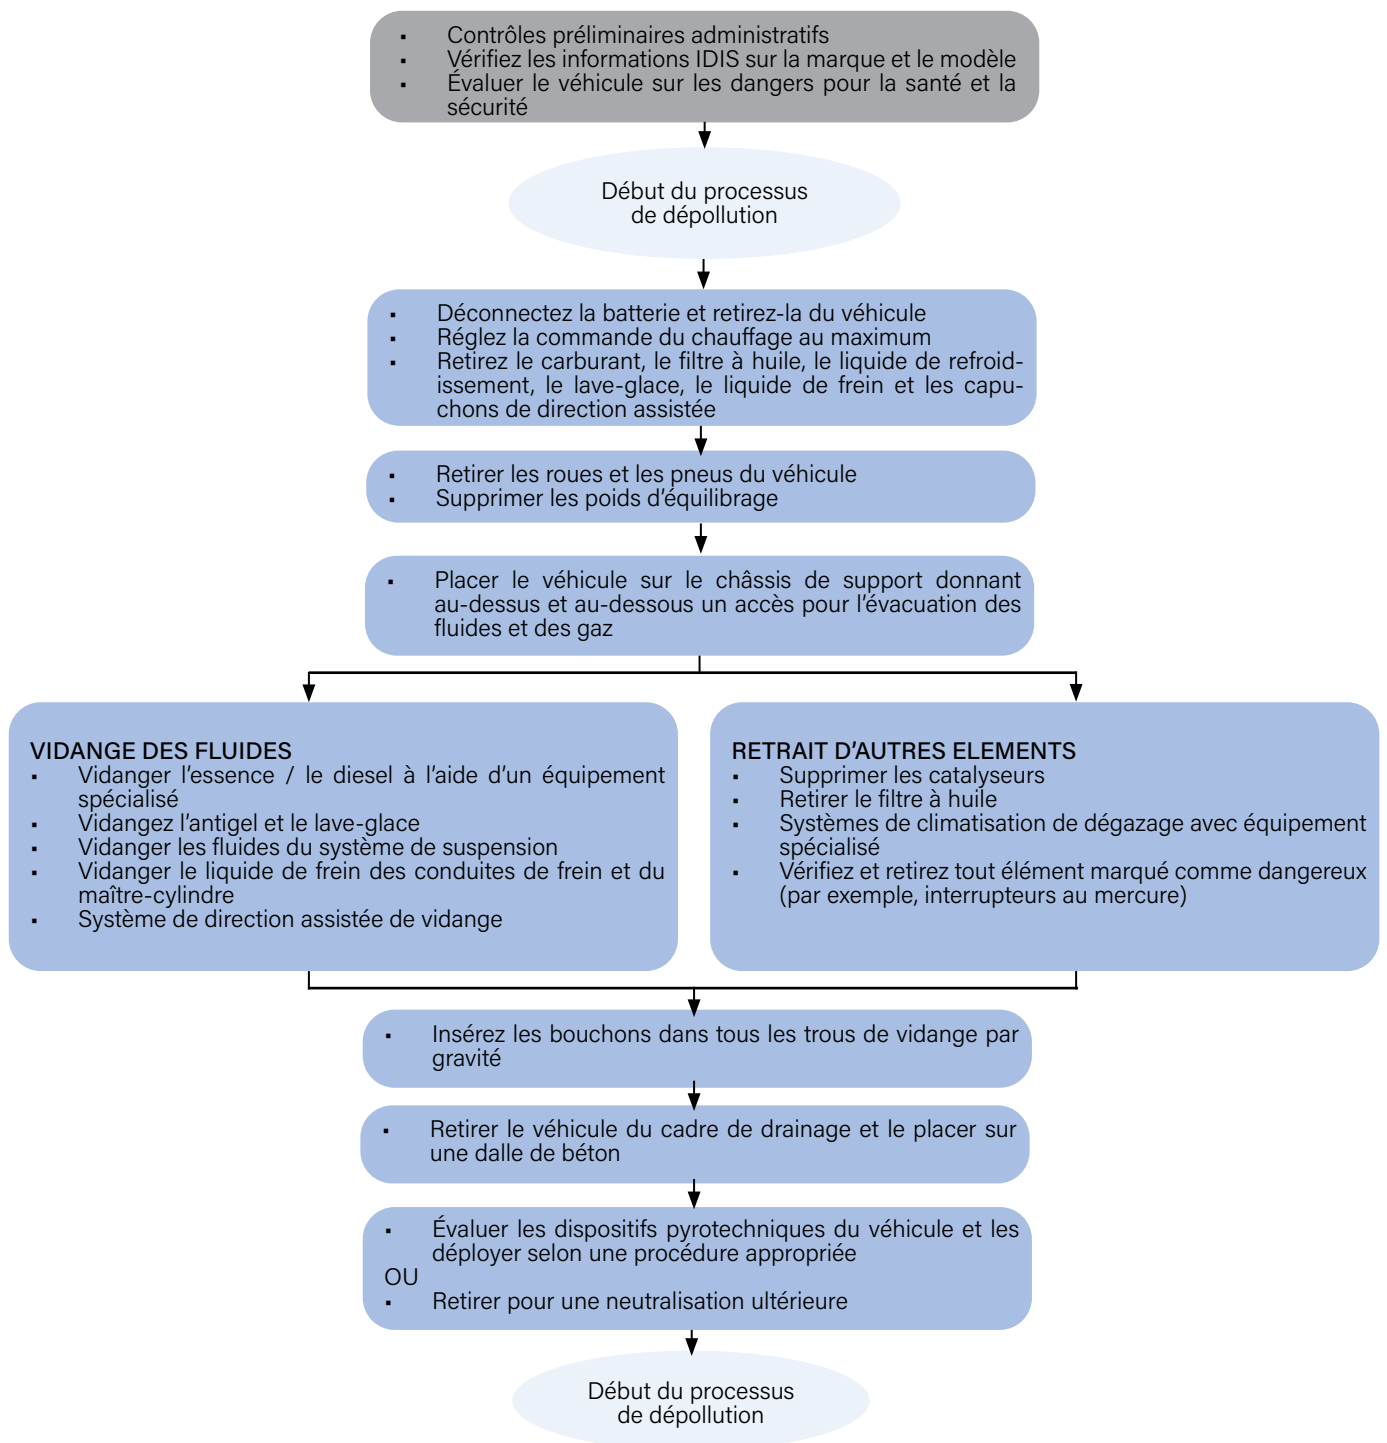 ▪ Contrôles préliminaires administratifs
▪ Vérifiez les informations IDIS sur la marque et le modèle
▪ Évaluer le véhicule sur les dangers pour la santé et la
sécurité
Début du processus
de dépollution
▪ Déconnectez la batterie et retirez-la du véhicule
▪ Réglez la commande du chauffage au maximum
▪ Retirez le carburant, le filtre à huile, le liquide de refroid-
issement, le lave-glace, le liquide de frein et les capu-
chons de direction assistée
▪ Retirer les roues et les pneus du véhicule
▪ Supprimer les poids d'équilibrage
▪ Placer le véhicule sur le châssis de support donnant
au-dessus et au-dessous un accès pour l'évacuation des
fluides et des gaz
VIDANGE DES FLUIDES
▪ Vidanger l'essence / le diesel à l'aide d'un équipement
spécialisé
▪ Vidangez l'antigel et le lave-glace
▪ Vidanger les fluides du système de suspension
▪ Vidanger le liquide de frein des conduites de frein et du
maître-cylindre
▪ Système de direction assistée de vidange
RETRAIT D'AUTRES ELEMENTS
▪ Supprimer les catalyseurs
▪ Retirer le filtre à huile
▪ Systèmes de climatisation de dégazage avec équipement
spécialisé
▪ Vérifiez et retirez tout élément marqué comme dangereux
(par exemple, interrupteurs au mercure)
▪ Insérez les bouchons dans tous les trous de vidange par
gravité
▪ Retirer le véhicule du cadre de drainage et le placer sur
une dalle de béton
▪ Évaluer les dispositifs pyrotechniques du véhicule et les
déployer selon une procédure appropriée
OU
▪ Retirer pour une neutralisation ultérieure
Début du processus
de dépollution